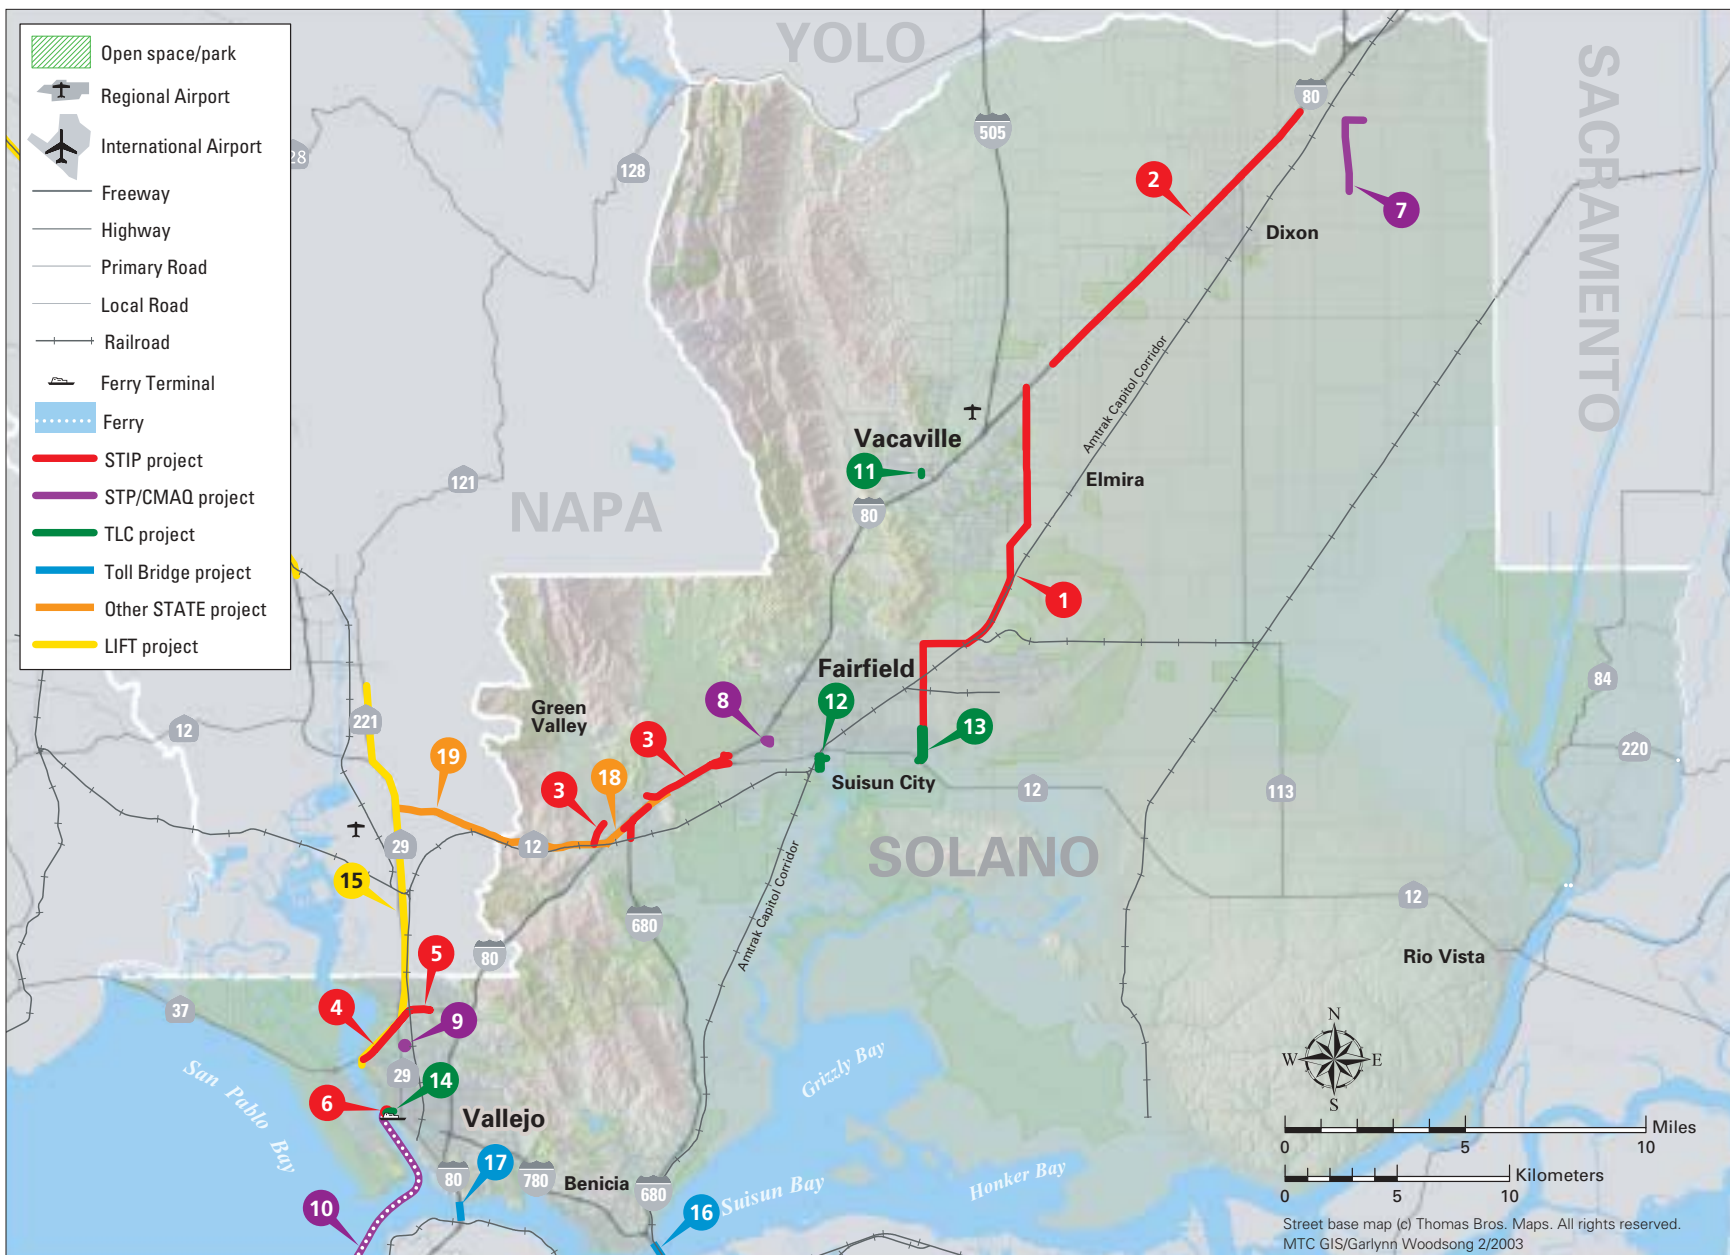 Open space/park
Regional Airport
International Airport
Freeway
Highway
Primary Road
Local Road
Railroad
Ferry Terminal
Ferry
STIP project
STP/CMAQ project
TLC project
Toll Bridge project
Other STATE project
LIFT project
YOLO
SACRAMENTO
NAPA
SOLANO
80
505
28
128
2
7
Dixon
Amtrak Capitol Corridor
Vacaville
11
Elmira
121
80
1
Fairfield
84
Green
Valley
8
12
221
12
3
13
220
19
18
3
Suisun City
12
113
29
12
15
Amtrak Capitol Corridor
12
680
5
80
Rio Vista
37
4
9
San Pablo Bay
29
14
6
Grizzly Bay
Vallejo
17
80
780
Benicia
680
Suisun Bay
Honker Bay
10
16
N
W
E
S
Miles
0
5
10
Kilometers
0
5
10
Street base map (c) Thomas Bros. Maps. All rights reserved.
MTC GIS/Garlynn Woodsong 2/2003